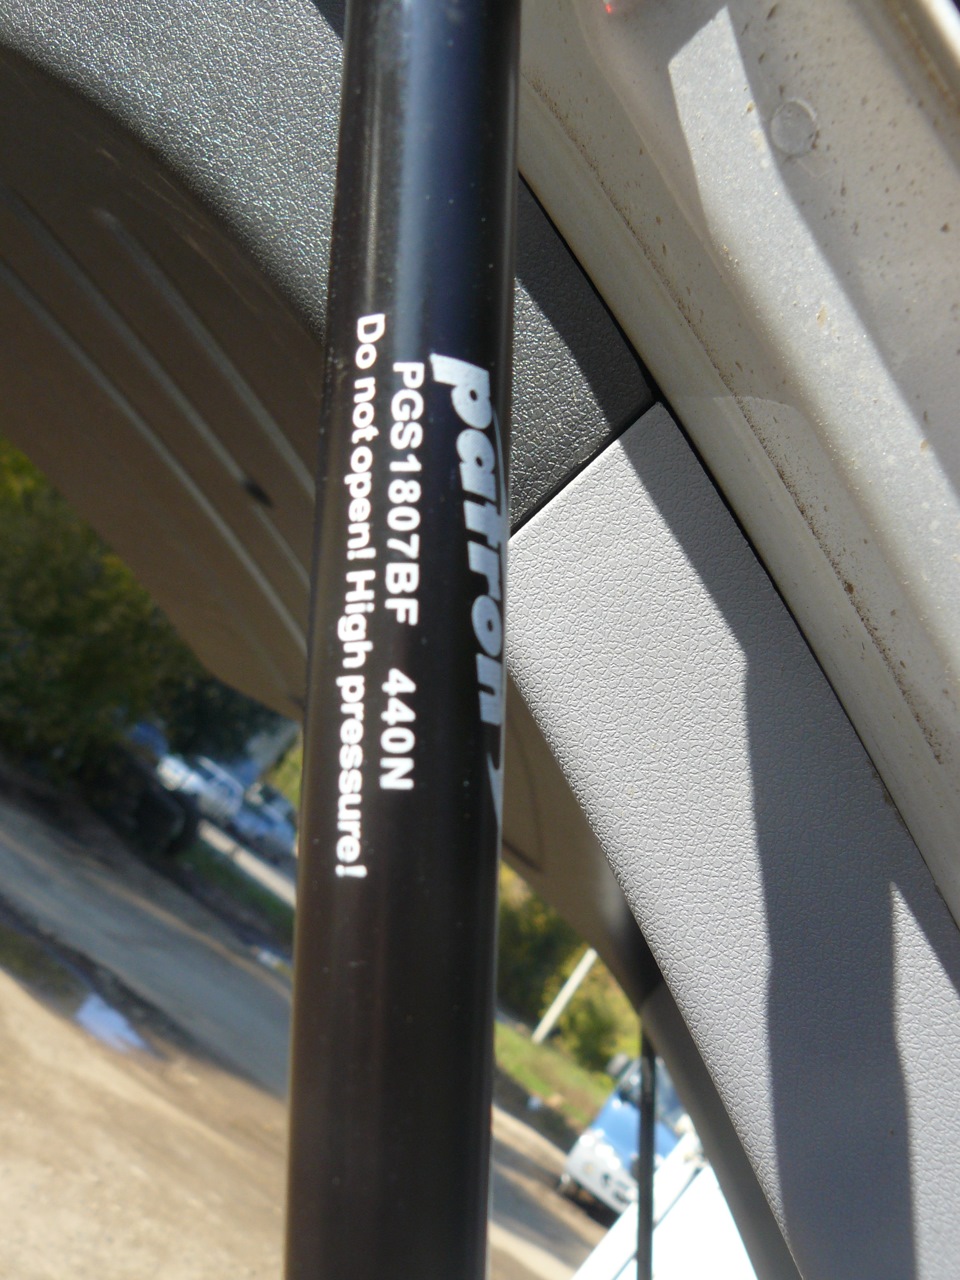 patron
PGS1807BF 440N
Do not open! High pressure!